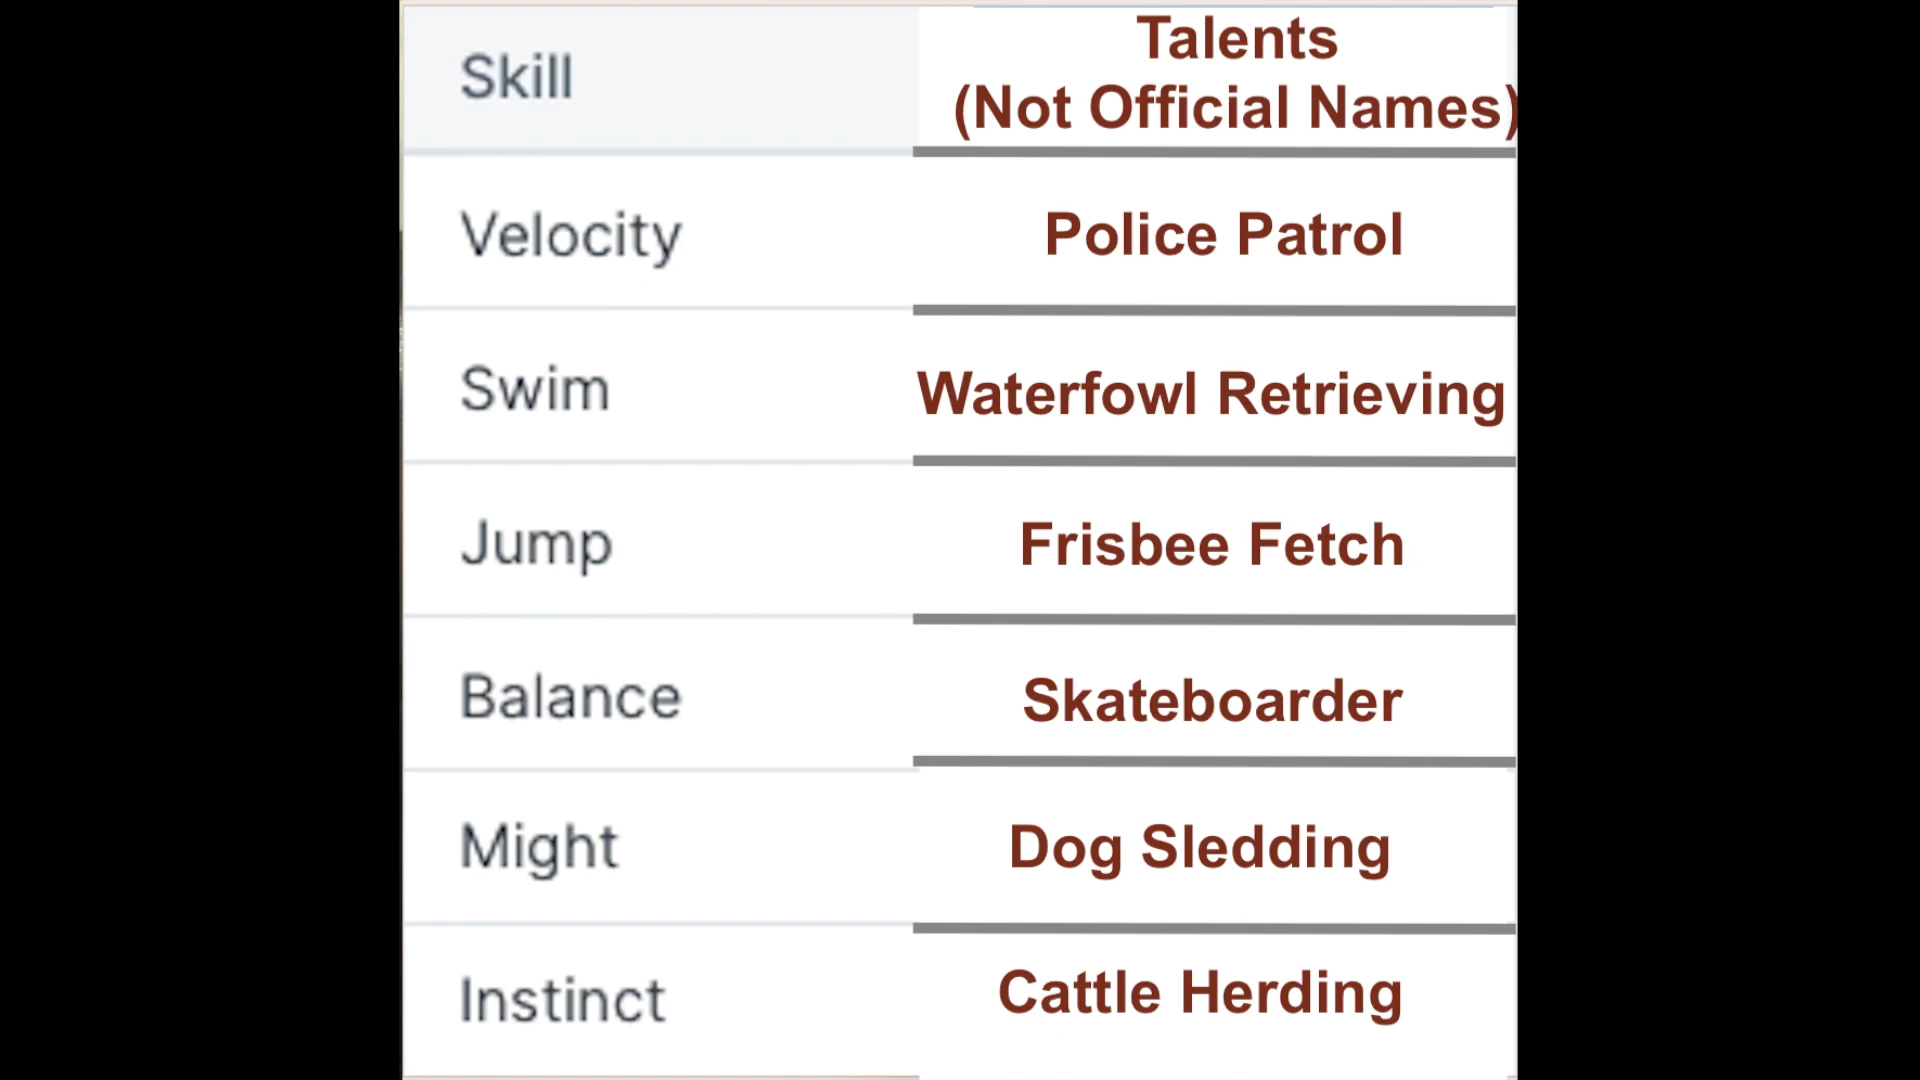 Skill
Talents
(Not Official Names)
Velocity
Police Patrol
Swim
Waterfowl Retrieving
Jump
Frisbee Fetch
Balance
Skateboarder
Might
Dog Sledding
Instinct
Cattle Herding